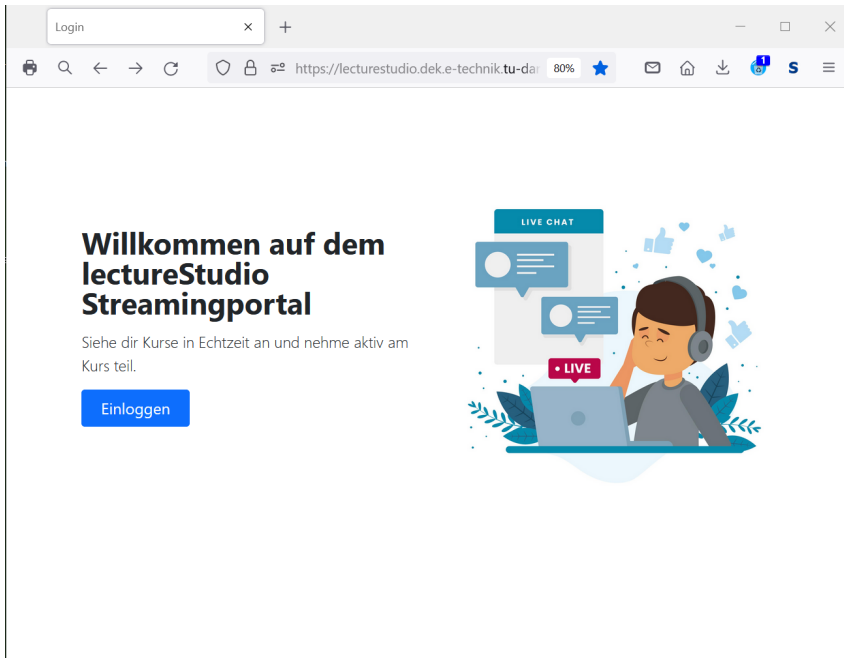 Login
https://lecturestudio.dek.e-technik.tu-dar
80%
1
S
Willkommen auf dem
lectureStudio
Streamingportal
Siehe dir Kurse in Echtzeit an und nehme aktiv am
Kurs teil.
Einloggen
LIVE CHAT
• LIVE